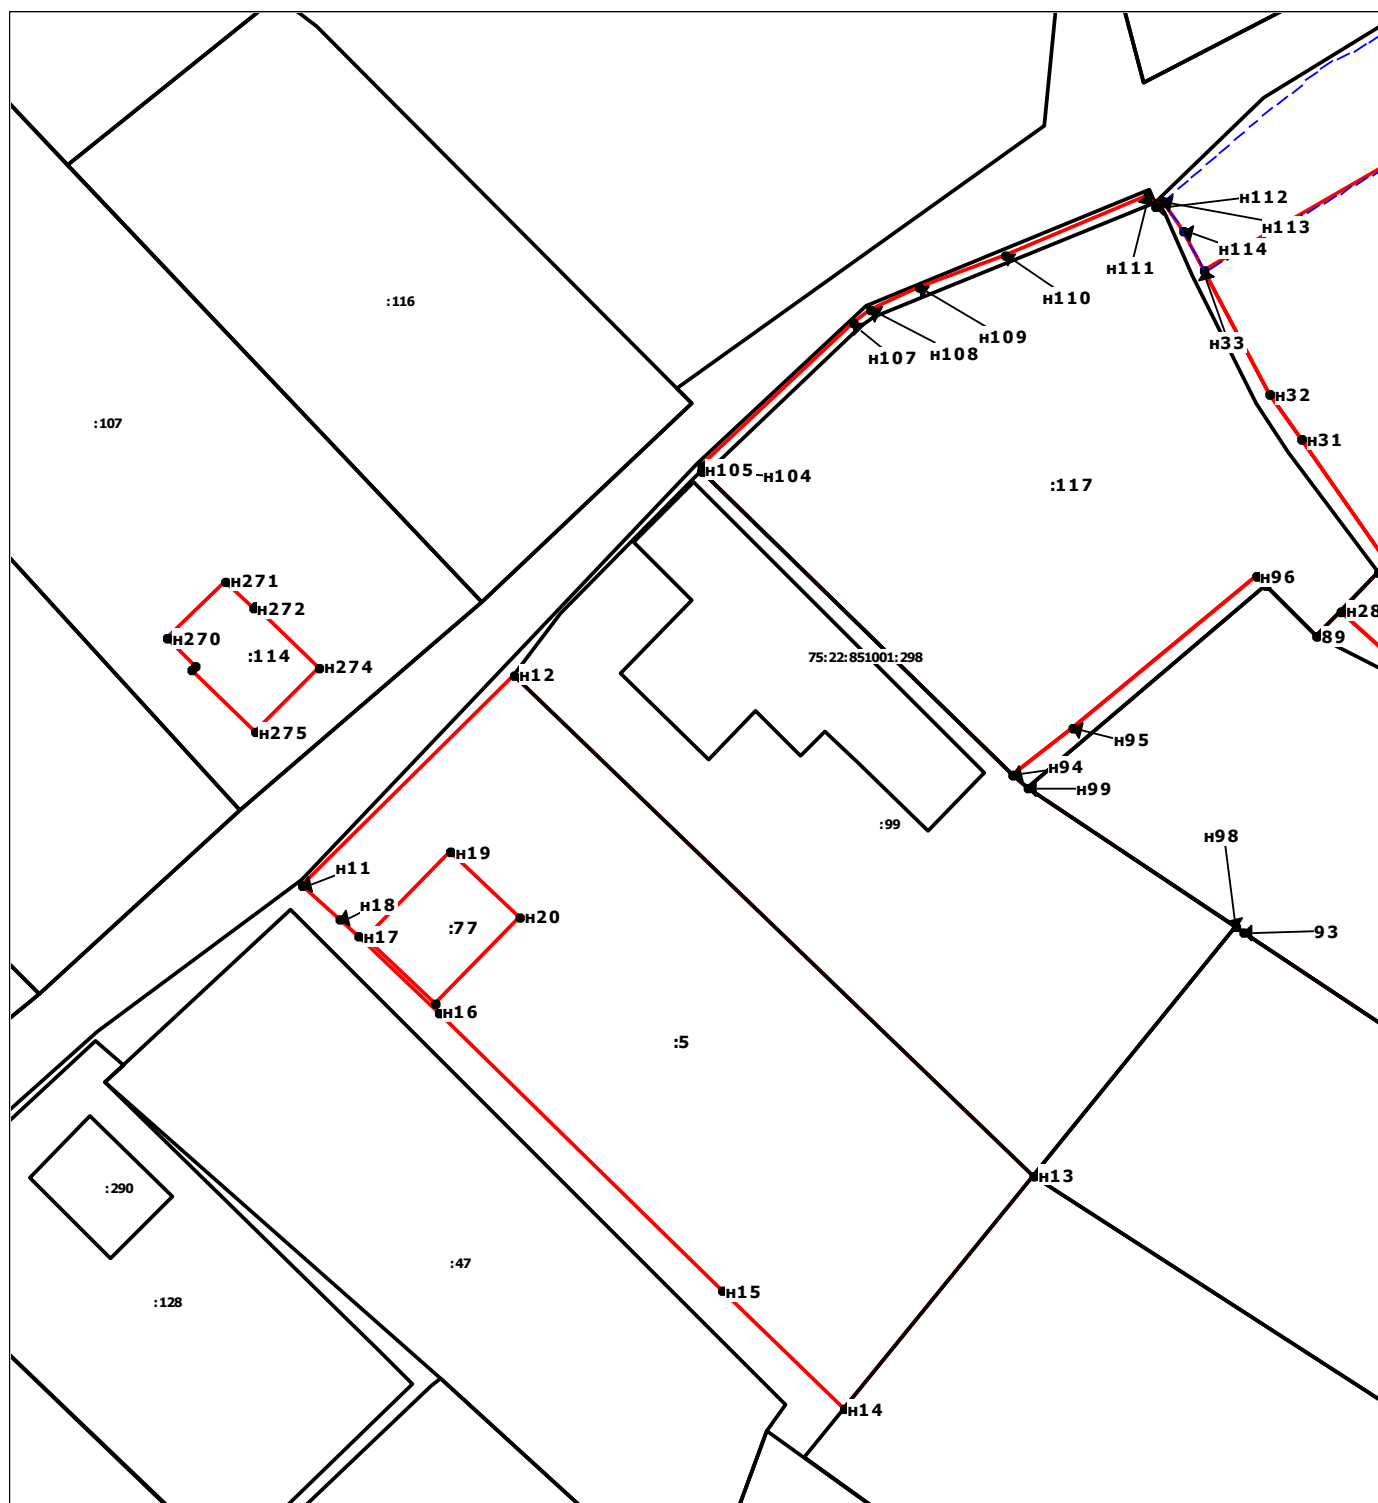 н112
н113
н114
н111
:116
н110
н109
н33
н108
н107
н32
:107
н31
н105
н104
:117
н271
н96
н272
н28
н270
89
:114
75:22:851001:298
н274
н12
н275
н95
н94
н99
:99
н98
н19
н11
н18
н20
:77
93
н17
н16
:5
н13
:290
:47
н15
:128
н14